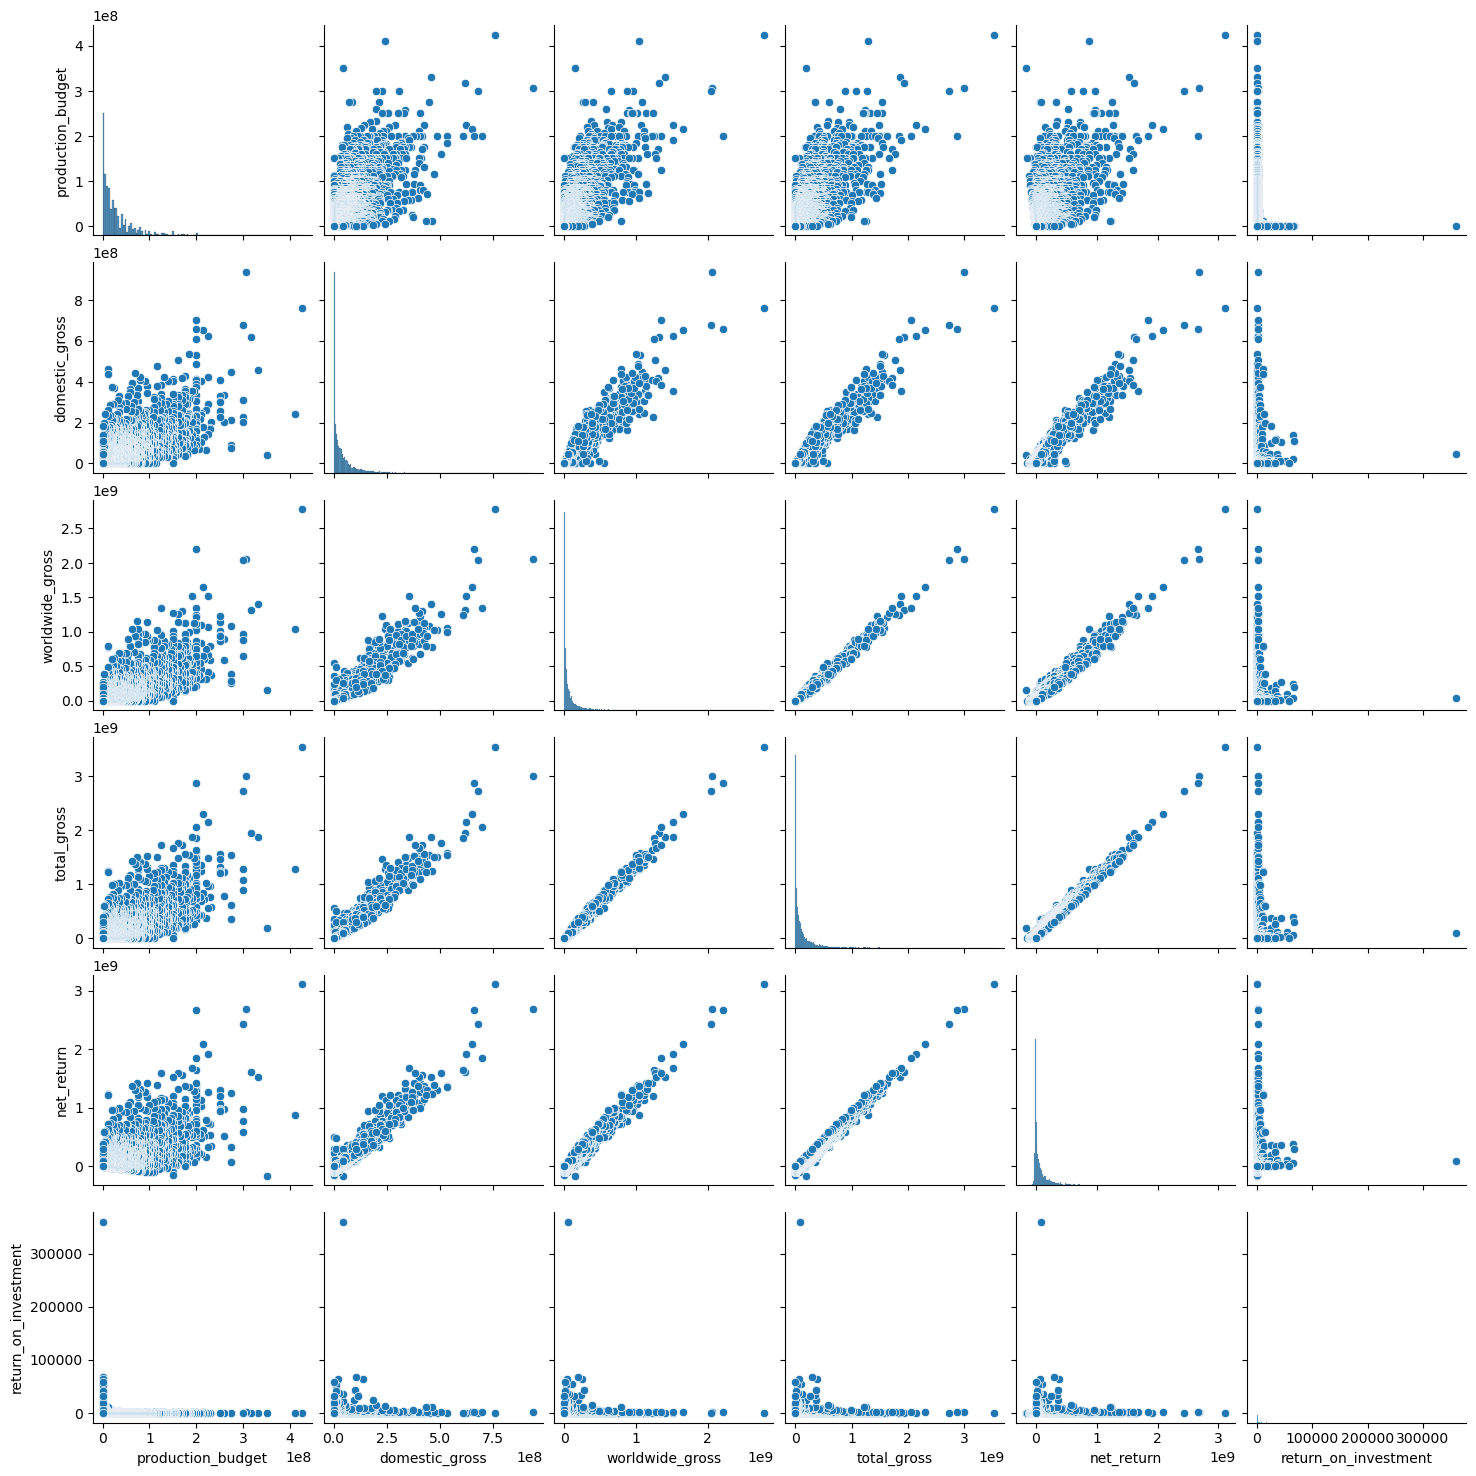 1e8
production_budget
4
3
2
1
0
1e8
domestic_gross
8
6
4
2
0
1e9
worldwide_gross
2.5
2.0
1.5
1.0
0.5
0.0
1e9
total_gross
3
2
1
0
1e9
net_return
3
2
1
0
return_on_investment
300000
200000
100000
0
0 1 2 3 4 0.0 2.5 5.0 7.5 0 1 2 0 1 2 3 0 1 2 3 0 100000 200000 300000
production_budget 1e8 domestic_gross 1e8 worldwide_gross 1e9 total_gross 1e9 net_return 1e9 return_on_investment